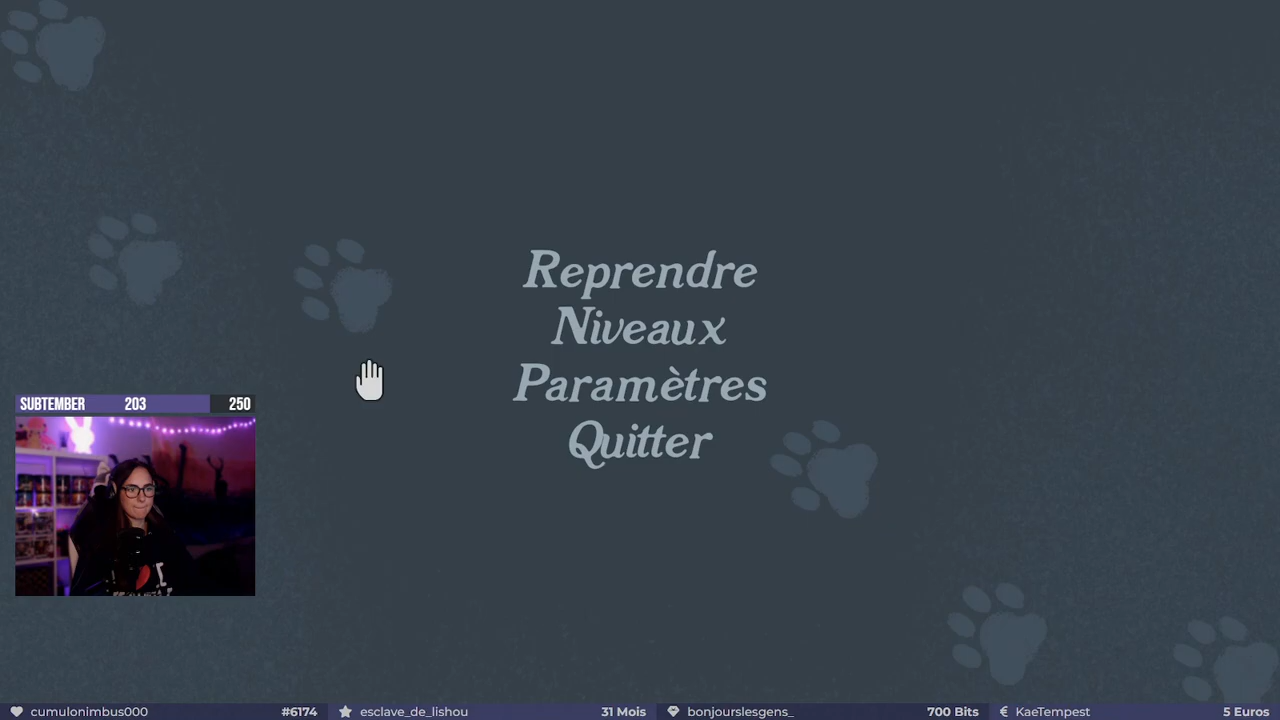 Reprendre
Niveaux
Paramètres
Quitter
SUBTEMBER 203 250
cumulonimbus000 #6174 esclave_de_lishou 31 Mois bonjourslesgens_ 700 Bits KaeTempest 5 Euros